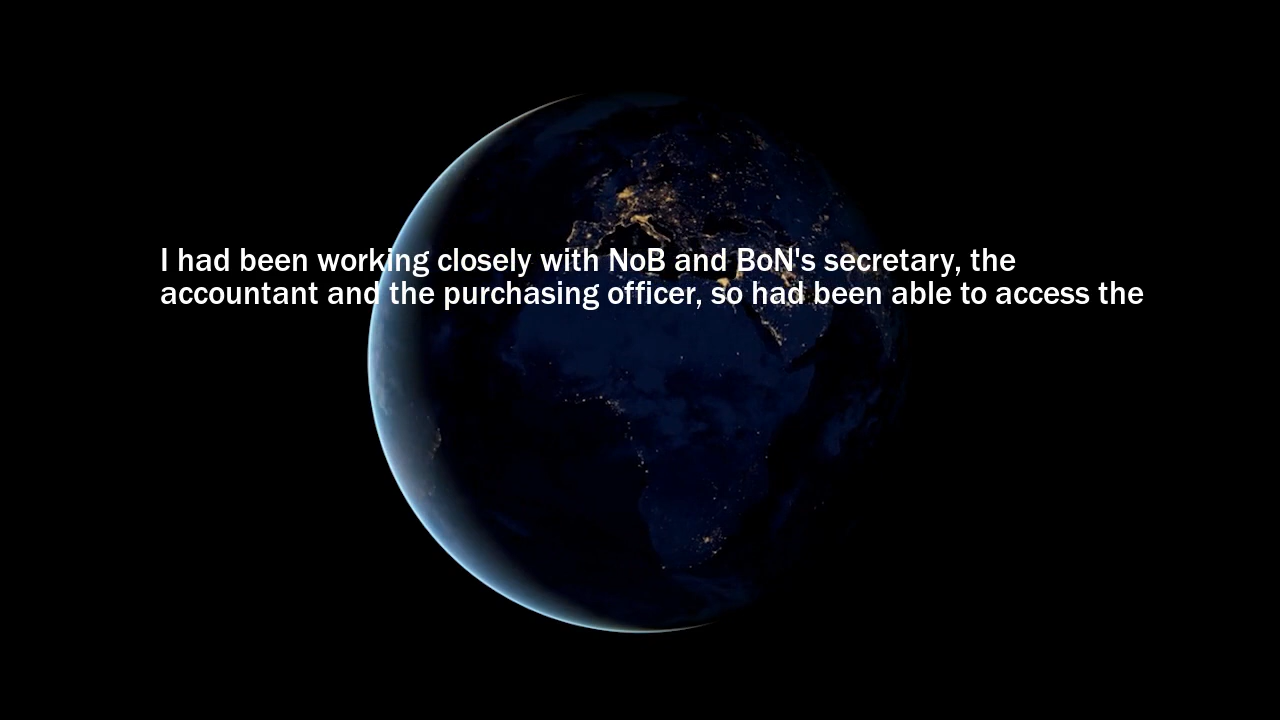 I had been working closely with NoB and BoN's secretary, the
accountant and the purchasing officer, so had been able to access the